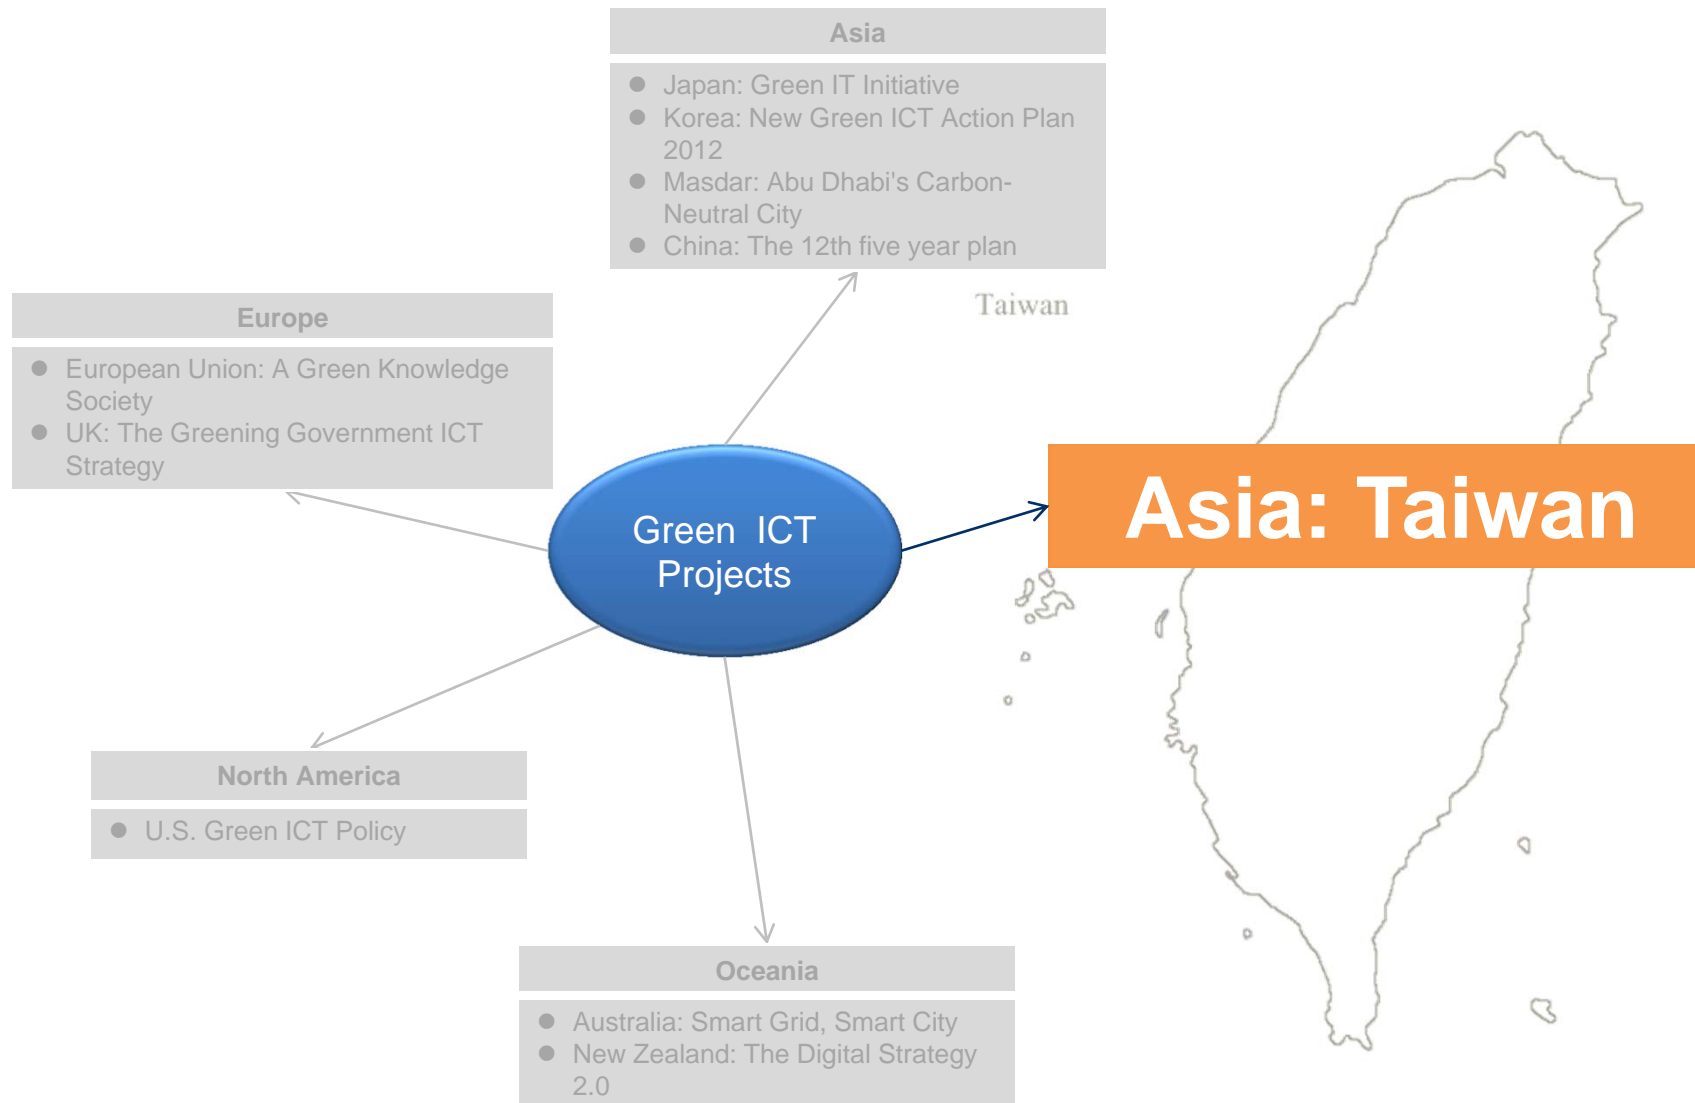 Asia
● Japan: Green IT Initiative
● Korea: New Green ICT Action Plan
2012
● Masdar: Abu Dhabi's Carbon-
Neutral City
● China: The 12th five year plan
Taiwan
Europe
● European Union: A Green Knowledge
Society
● UK: The Greening Government ICT
Strategy
Green ICT
Projects
Asia: Taiwan
North America
● U.S. Green ICT Policy
Oceania
● Australia: Smart Grid, Smart City
● New Zealand: The Digital Strategy
2.0